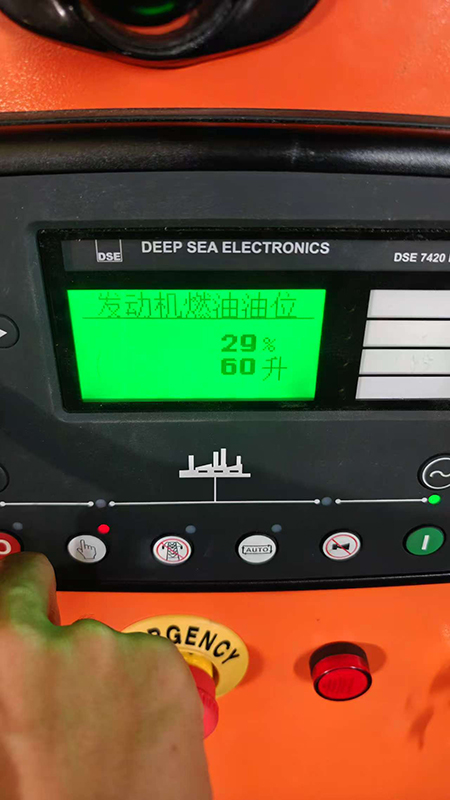 DSE
DEEP SEA ELECTRONICS
DSE 7420
发动机燃油油位
29 %
60 升
AUTO
RGENCY